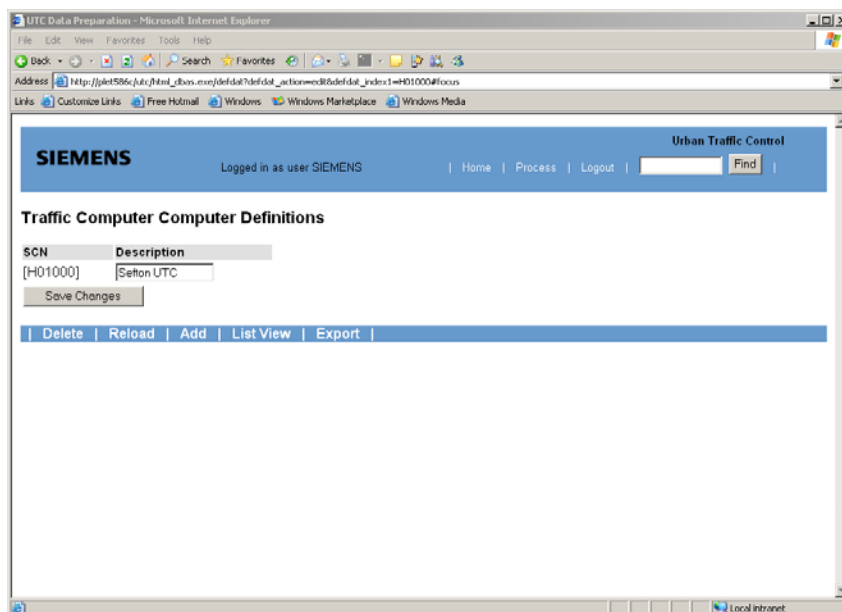 UTC Data Preparation - Microsoft Internet Explorer
File Edit View Favorites Tools Help
Back Search Favorites
Address http://plet586c/utc/html_dbas.exe/defdat?defdat_action=edit&defdat_index1=H01000#focus
Links Customize Links Free Hotmail Windows Windows Marketplace Windows Media
Urban Traffic Control
SIEMENS
Logged in as user SIEMENS | Home | Process | Logout | Find |
Traffic Computer Computer Definitions
SCN Description
[H01000] Sefton UTC
Save Changes
| Delete | Reload | Add | List View | Export |
Local intranet